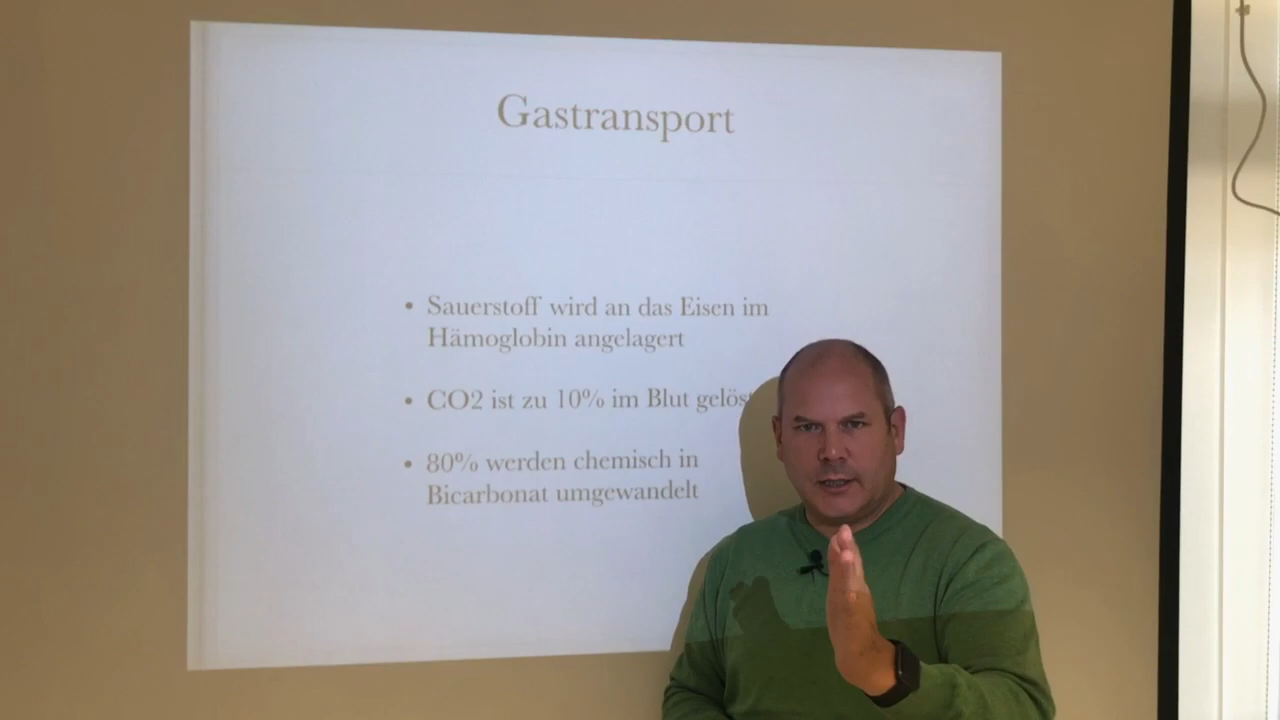 Gastransport
• Sauerstoff wird an das Eisen im
Hämoglobin angelagert
• CO2 ist zu 10% im Blut gelöst
• 80% werden chemisch in
Bicarbonat umgewandelt